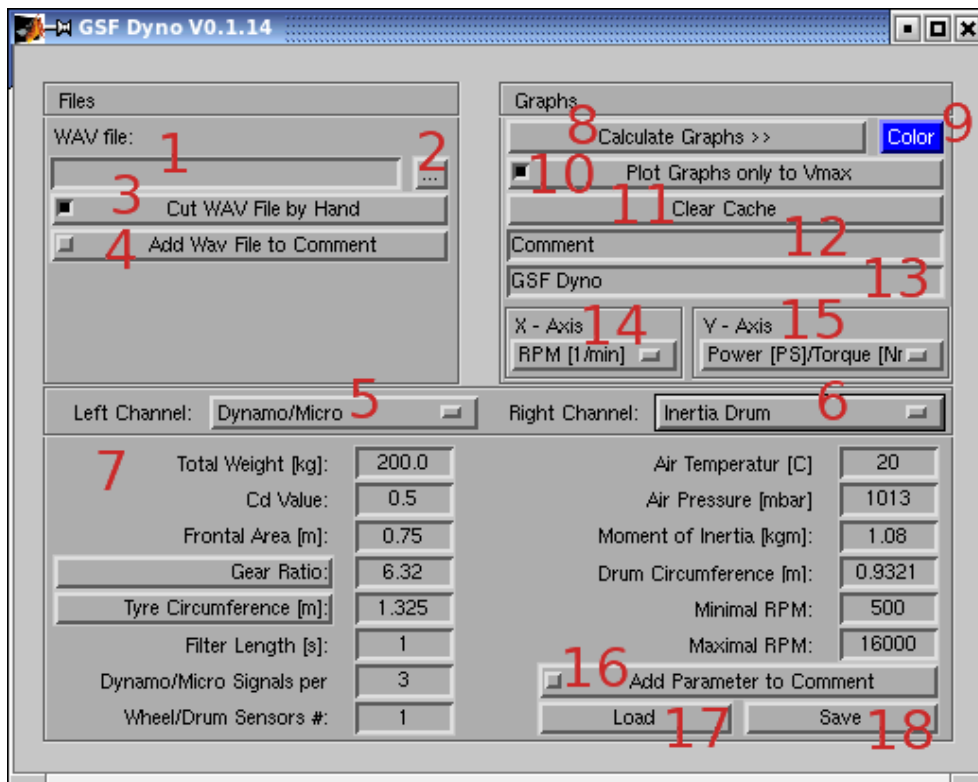 GSF Dyno V0.1.14
Files
WAV file:
1
2
...
3
Cut WAV File by Hand
4
Add Wav File to Comment
Graphs
8
Calculate Graphs >>
Color
9
10
Plot Graphs only to Vmax
11
Clear Cache
Comment
12
GSF Dyno
13
X - Axis
14
RPM [1/min]
Y - Axis
15
Power [PS]/Torque [Nr
Left Channel:
Dynamo/Micro
5
Right Channel:
Inertia Drum
6
7
Total Weight [kg]: 200.0
Cd Value: 0.5
Frontal Area [m]: 0.75
Gear Ratio: 6.32
Tyre Circumference [m]: 1.325
Filter Length [s]: 1
Dynamo/Micro Signals per 3
Wheel/Drum Sensors #: 1
Air Temperatur [C] 20
Air Pressure [mbar] 1013
Moment of Inertia [kgm]: 1.08
Drum Circumference [m]: 0.9321
Minimal RPM: 500
Maximal RPM: 16000
16
Add Parameter to Comment
Load
17
Save
18